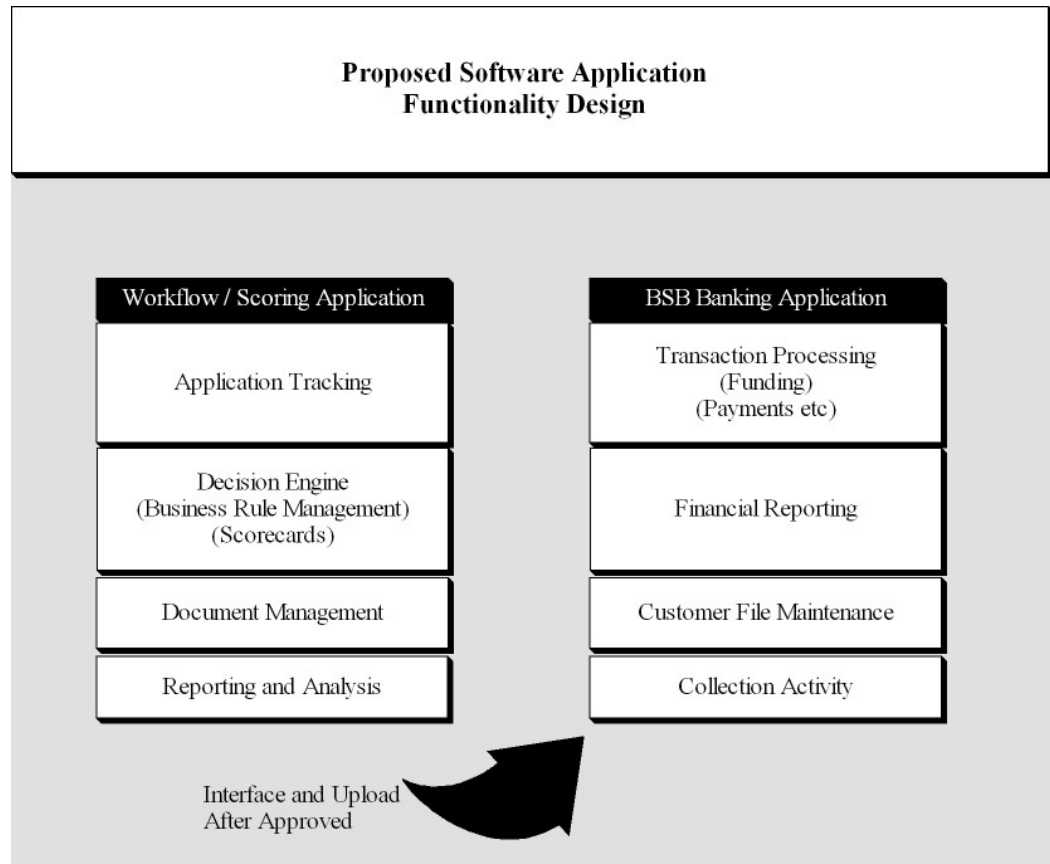 Proposed Software Application
Functionality Design
Workflow / Scoring Application
Application Tracking
Decision Engine
(Business Rule Management)
(Scorecards)
Document Management
Reporting and Analysis
BSB Banking Application
Transaction Processing
(Funding)
(Payments etc)
Financial Reporting
Customer File Maintenance
Collection Activity
Interface and Upload
After Approved